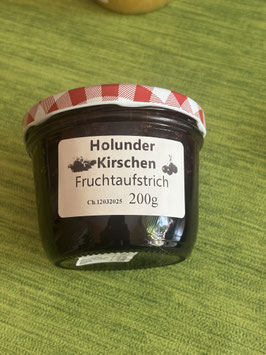 Holunder
Kirschen
Fruchtaufstrich
Ch.12032025 200g